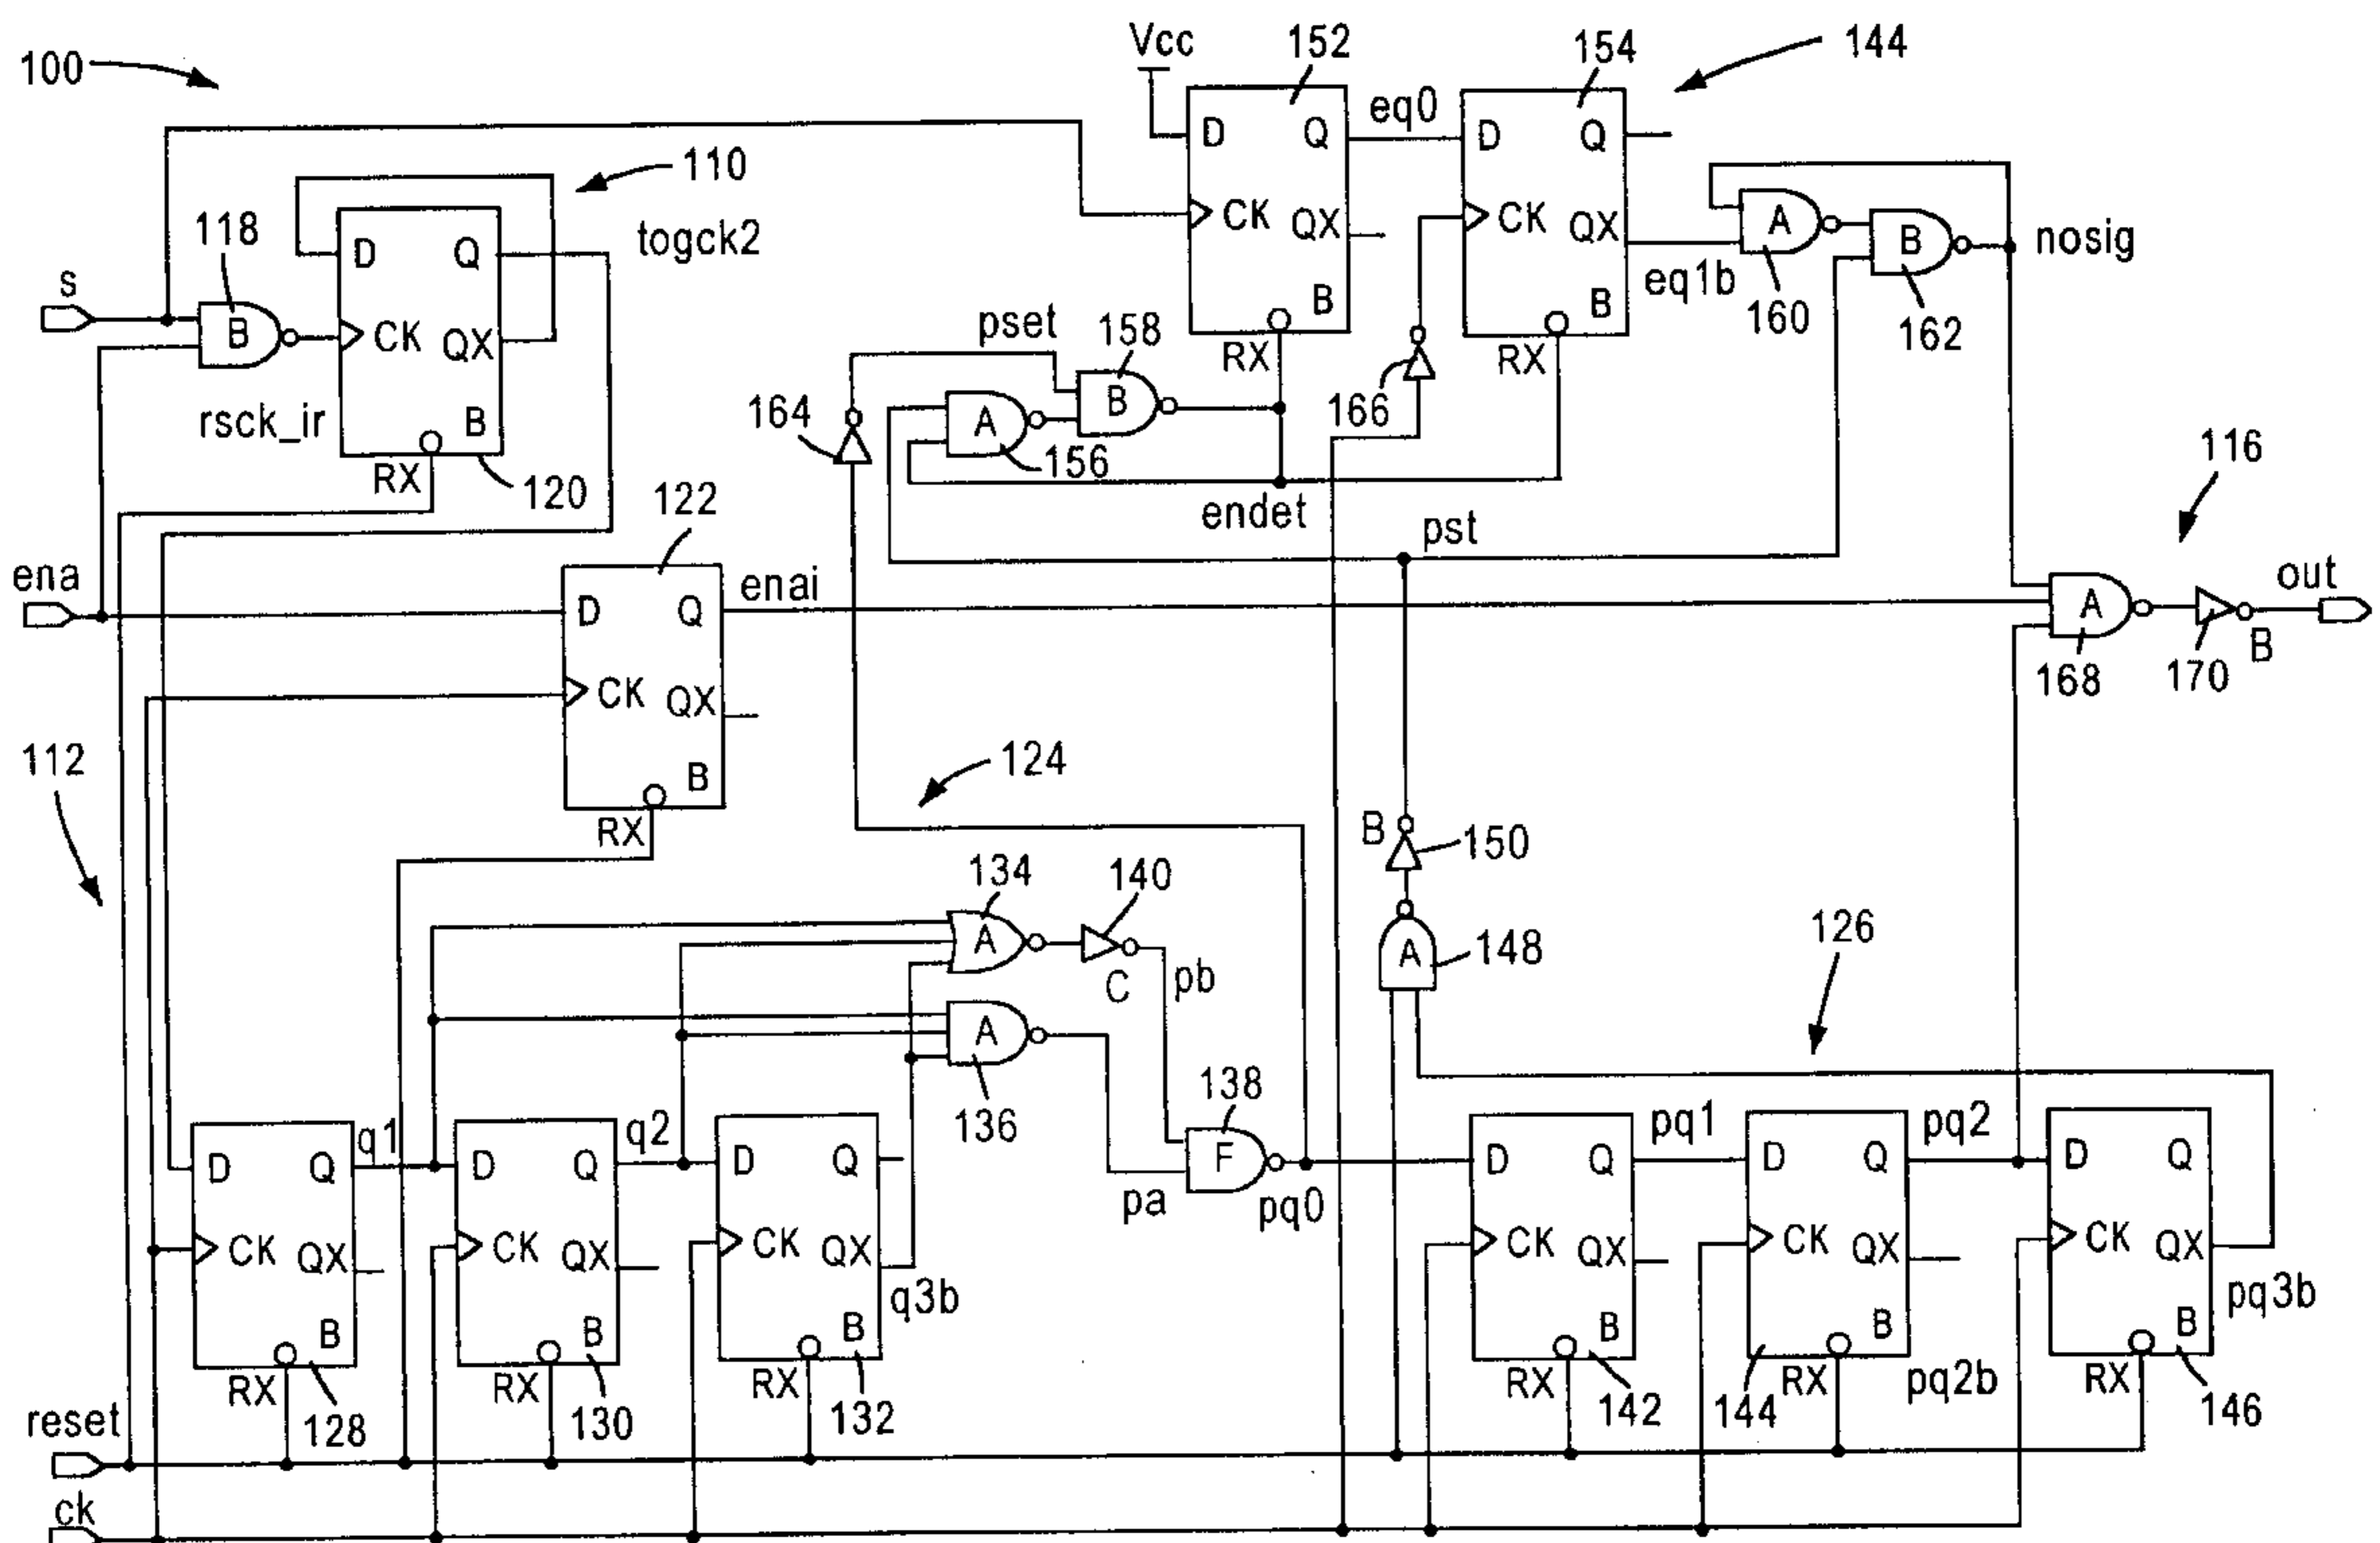 100
Vcc
152
154
144
D
Q
eq0
D
Q
CK
QX
CK
QX
B
RX
B
RX
110
togck2
118
s
B
D
Q
CK
QX
B
rsck_ir
RX
120
A
B
nosig
eq1b
160
162
pset
158
164
A
B
156
166
endet
pst
116
ena
122
D
Q
enai
CK
QX
B
RX
A
168
170
B
out
112
124
B
150
134
140
A
C
pb
A
148
126
A
136
138
F
pa
pq0
q1
q2
D
Q
D
Q
D
Q
CK
QX
CK
QX
CK
QX
q3b
B
B
B
RX
RX
RX
128
130
132
pq1
pq2
D
Q
D
Q
D
Q
CK
QX
CK
QX
CK
QX
pq3b
B
B
B
RX
RX
pq2b
RX
142
144
146
reset
ck